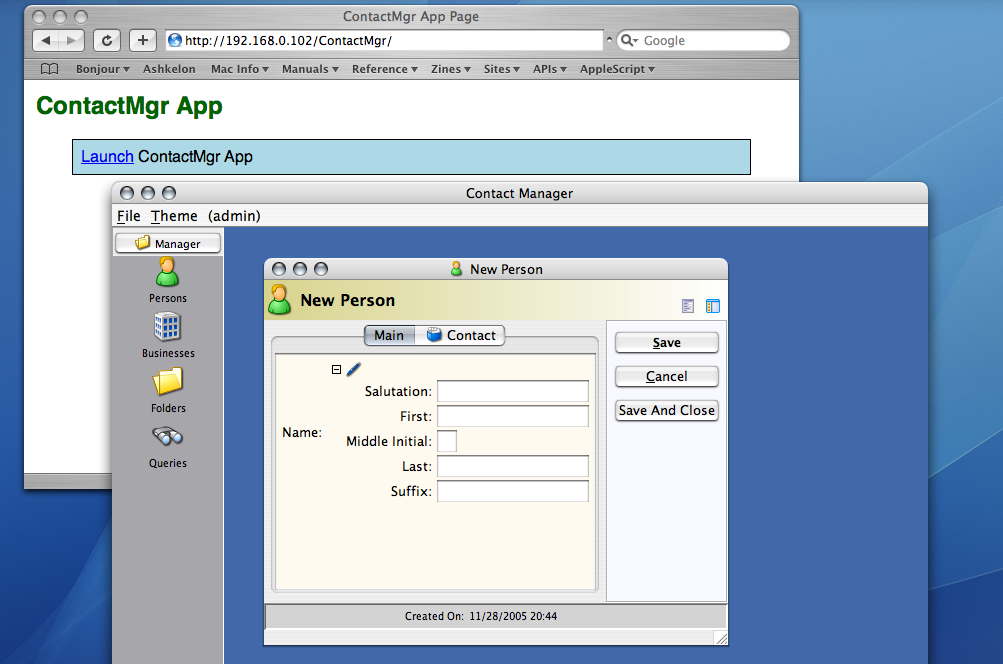 ContactMgr App Page
http://192.168.0.102/ContactMgr/
Google
Bonjour Ashkelon Mac Info Manuals Reference Zines Sites APIs AppleScript
ContactMgr App
Launch ContactMgr App
Contact Manager
File Theme (admin)
Manager
Persons
Businesses
Folders
Queries
New Person
New Person
Main Contact
Salutation:
First:
Name:
Middle Initial:
Last:
Suffix:
Save
Cancel
Save And Close
Created On: 11/28/2005 20:44